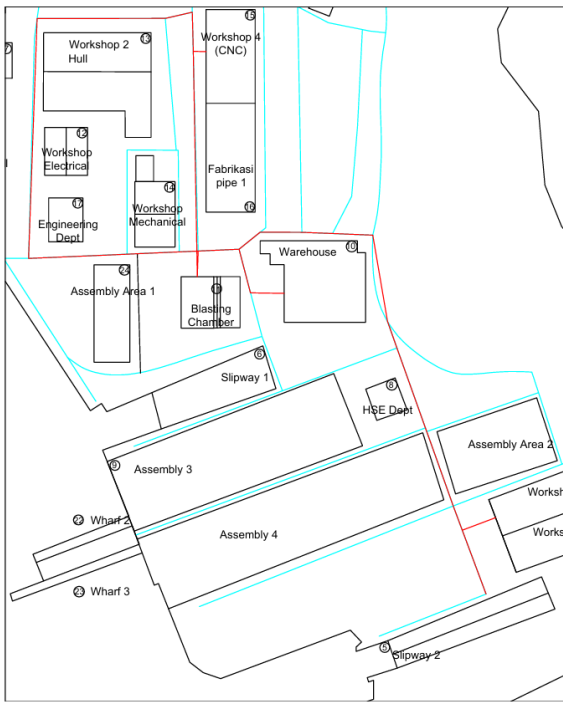 15
Workshop 4
(CNC)
13
Workshop 2
Hull
12
Workshop
Electrical
Fabrikasi
pipe 1
16
14
Workshop
Mechanical
17
Engineering
Dept
10
Warehouse
24
Assembly Area 1
11
Blasting
Chamber
6
Slipway 1
8
HSE Dept
9
Assembly 3
Assembly Area 2
Assembly 4
22 Wharf 2
23 Wharf 3
5
Slipway 2